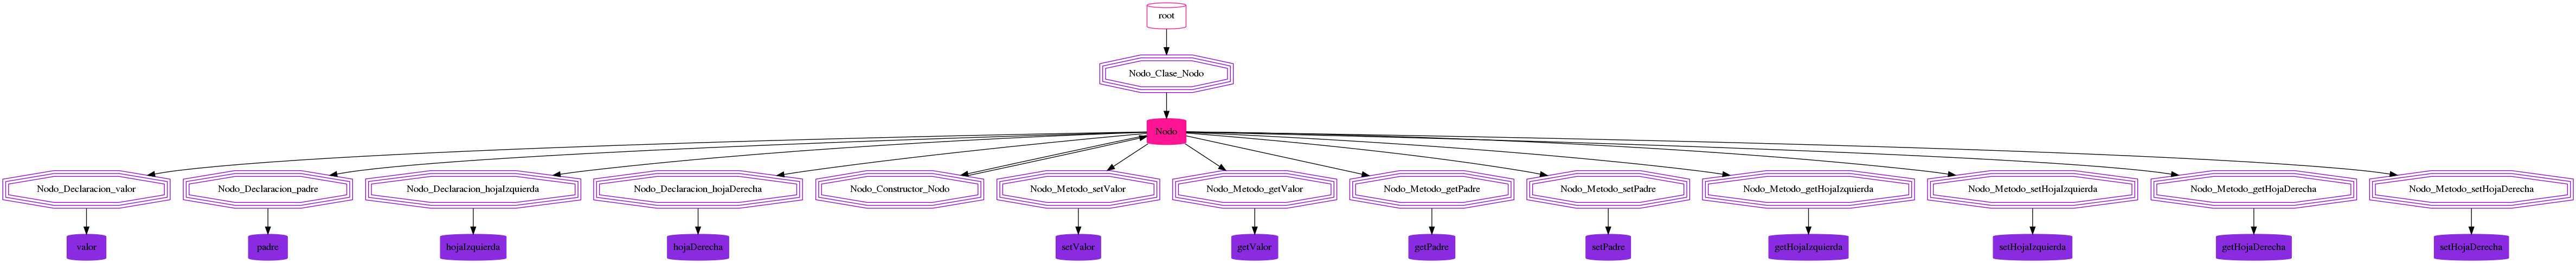 root
Nodo_Clase_Nodo
Nodo
Nodo_Declaracion_valor
Nodo_Declaracion_padre
Nodo_Declaracion_hojaIzquierda
Nodo_Declaracion_hojaDerecha
Nodo_Constructor_Nodo
Nodo_Metodo_setValor
Nodo_Metodo_getValor
Nodo_Metodo_getPadre
Nodo_Metodo_setPadre
Nodo_Metodo_getHojaIzquierda
Nodo_Metodo_setHojaIzquierda
Nodo_Metodo_getHojaDerecha
Nodo_Metodo_setHojaDerecha
valor
padre
hojaIzquierda
hojaDerecha
setValor
getValor
getPadre
setPadre
getHojaIzquierda
setHojaIzquierda
getHojaDerecha
setHojaDerecha